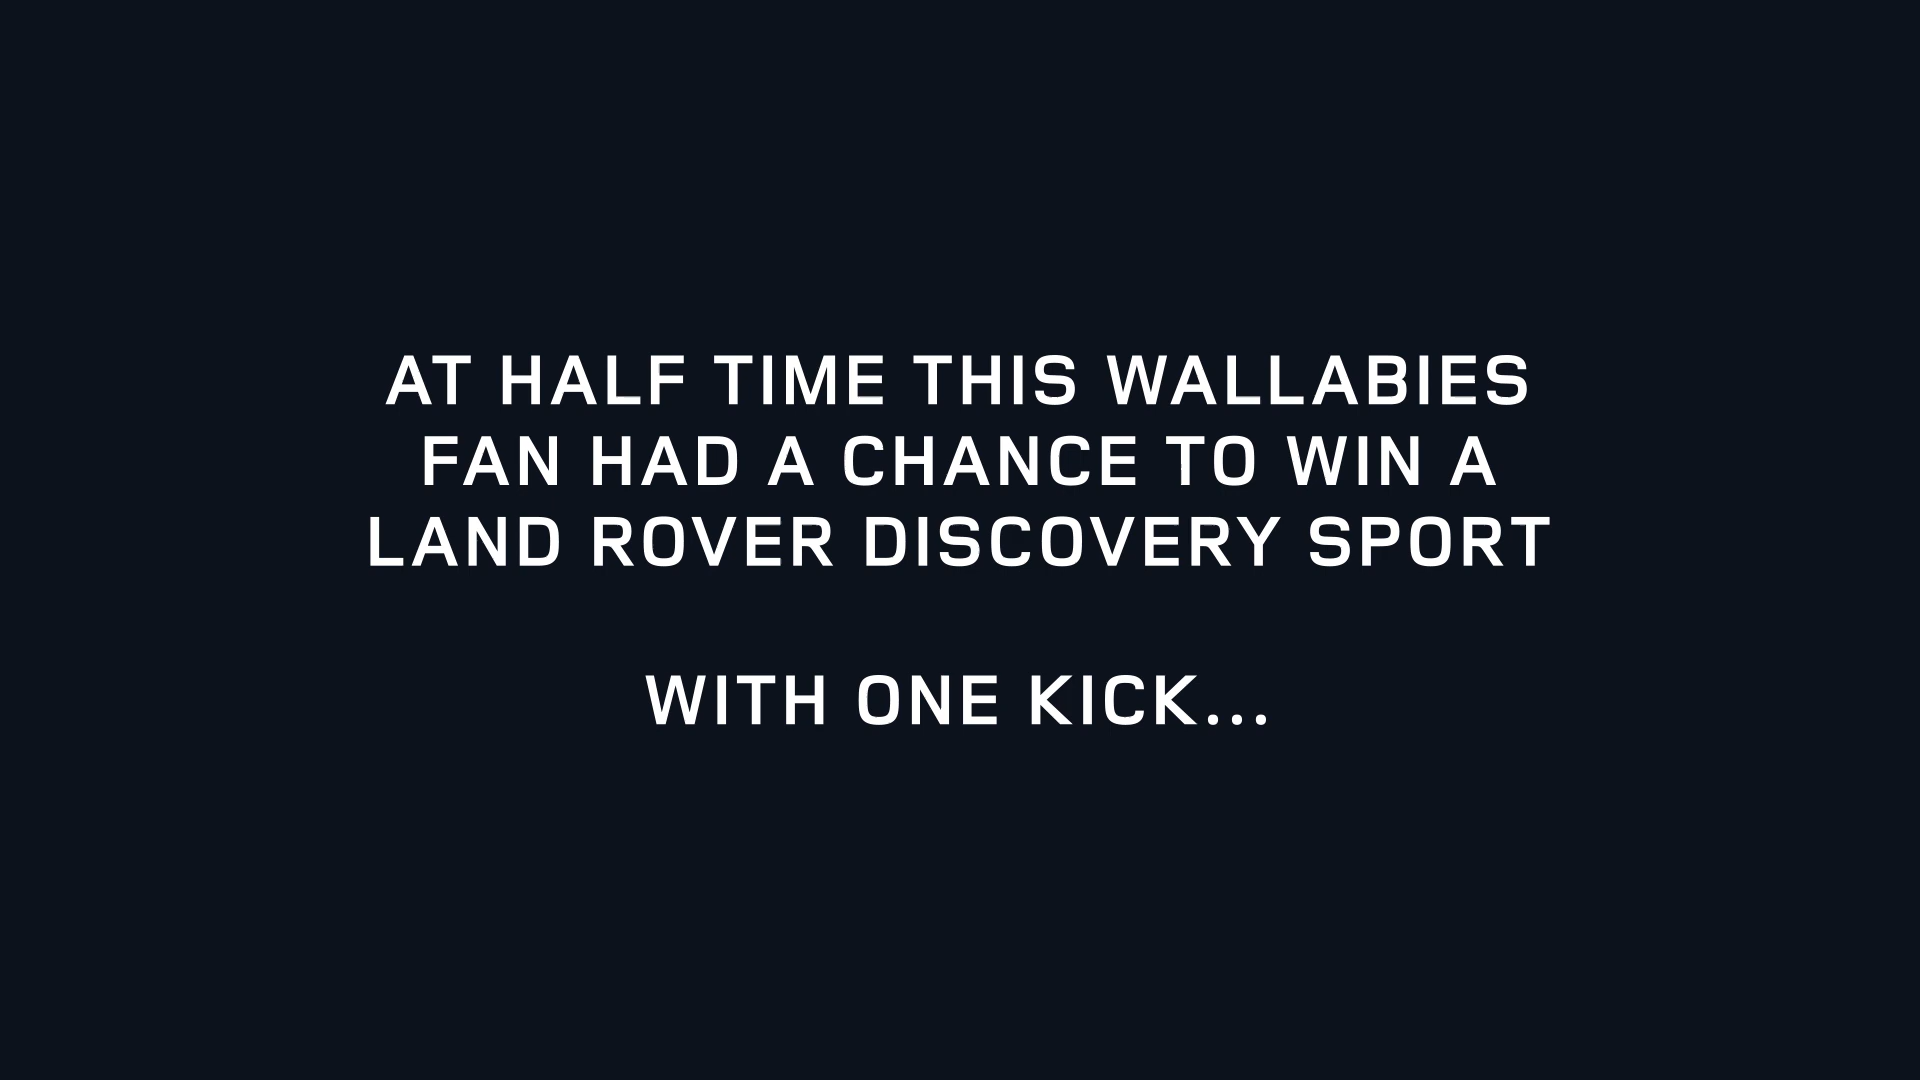 AT HALF TIME THIS WALLABIES
FAN HAD A CHANCE TO WIN A
LAND ROVER DISCOVERY SPORT
WITH ONE KICK...